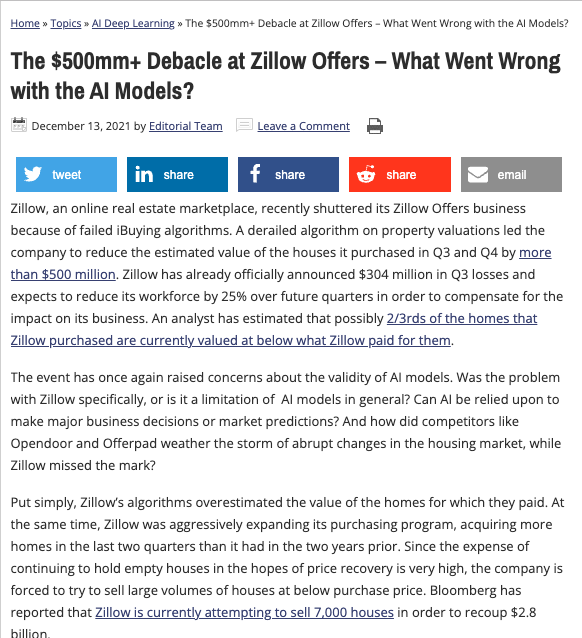 Home » Topics » AI Deep Learning » The $500mm+ Debacle at Zillow Offers – What Went Wrong with the AI Models?
The $500mm+ Debacle at Zillow Offers – What Went Wrong
with the AI Models?
December 13, 2021 by Editorial Team Leave a Comment
tweet share share share email
Zillow, an online real estate marketplace, recently shuttered its Zillow Offers business
because of failed iBuying algorithms. A derailed algorithm on property valuations led the
company to reduce the estimated value of the houses it purchased in Q3 and Q4 by more
than $500 million. Zillow has already officially announced $304 million in Q3 losses and
expects to reduce its workforce by 25% over future quarters in order to compensate for the
impact on its business. An analyst has estimated that possibly 2/3rds of the homes that
Zillow purchased are currently valued at below what Zillow paid for them.
The event has once again raised concerns about the validity of AI models. Was the problem
with Zillow specifically, or is it a limitation of AI models in general? Can AI be relied upon to
make major business decisions or market predictions? And how did competitors like
Opendoor and Offerpad weather the storm of abrupt changes in the housing market, while
Zillow missed the mark?
Put simply, Zillow's algorithms overestimated the value of the homes for which they paid. At
the same time, Zillow was aggressively expanding its purchasing program, acquiring more
homes in the last two quarters than it had in the two years prior. Since the expense of
continuing to hold empty houses in the hopes of price recovery is very high, the company is
forced to try to sell large volumes of houses at below purchase price. Bloomberg has
reported that Zillow is currently attempting to sell 7,000 houses in order to recoup $2.8
billion.